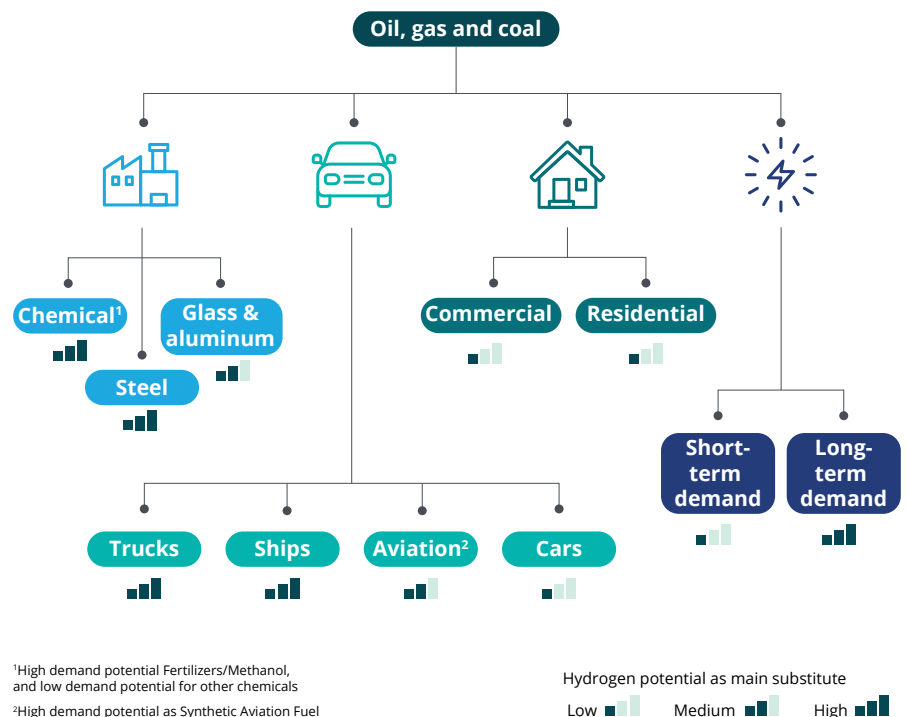 Oil, gas and coal
Chemical¹
Glass &
aluminum
Steel
Commercial
Residential
Short-
term
demand
Long-
term
demand
Trucks
Ships
Aviation²
Cars
¹High demand potential Fertilizers/Methanol,
and low demand potential for other chemicals
²High demand potential as Synthetic Aviation Fuel
Hydrogen potential as main substitute
Low
Medium
High